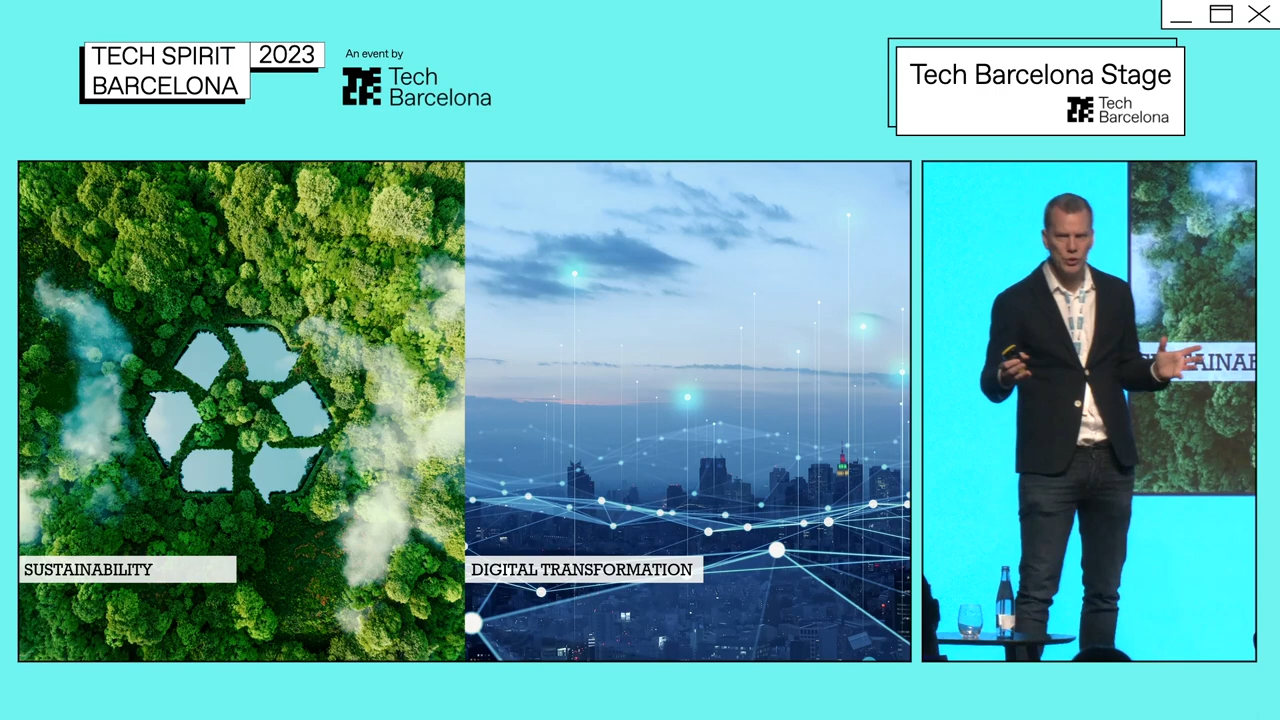 TECH SPIRIT
BARCELONA
2023
An event by
Tech
Barcelona
Tech Barcelona Stage
Tech
Barcelona
SUSTAINABILITY
DIGITAL TRANSFORMATION